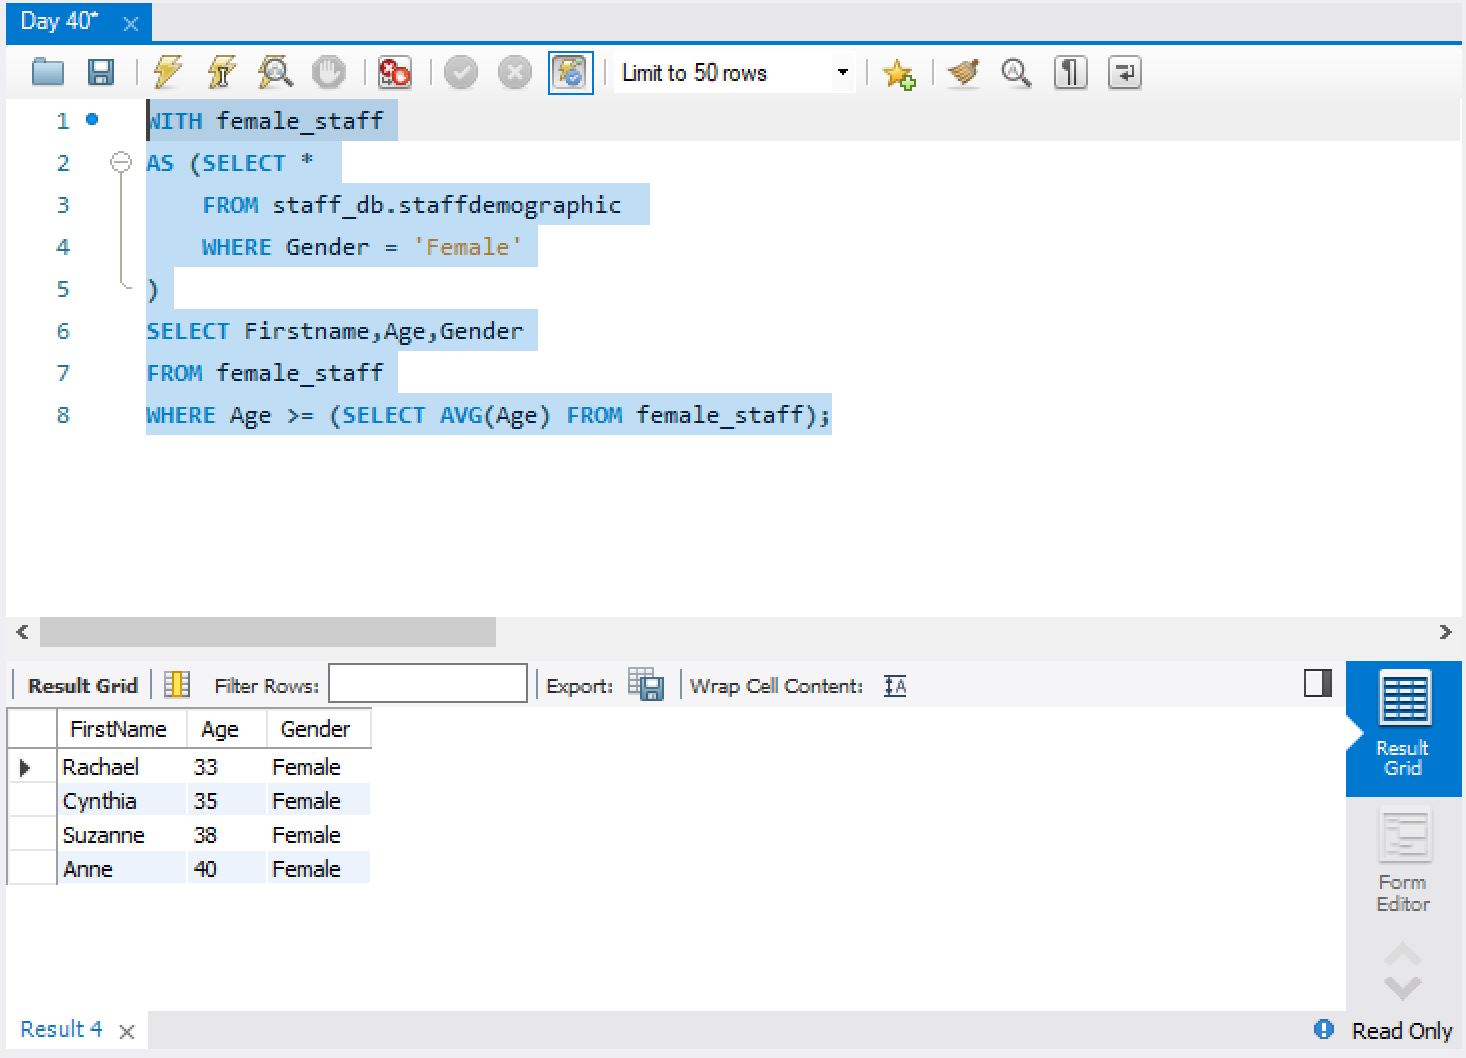 Day 40*
Limit to 50 rows
1 WITH female_staff
2 AS (SELECT *
3 FROM staff_db.staffdemographic
4 WHERE Gender = 'Female'
5 )
6 SELECT Firstname,Age,Gender
7 FROM female_staff
8 WHERE Age >= (SELECT AVG(Age) FROM female_staff);
Result Grid Filter Rows: Export: Wrap Cell Content:
FirstName Age Gender
Rachael 33 Female
Cynthia 35 Female
Suzanne 38 Female
Anne 40 Female
Result
Grid
Form
Editor
Result 4
Read Only